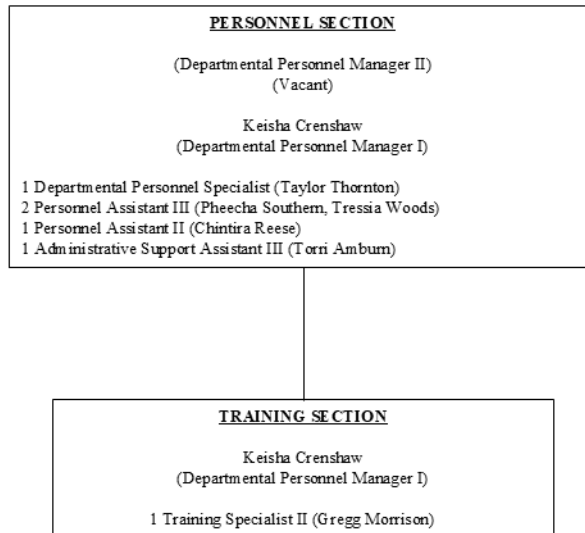 PERSONNEL SECTION
(Departmental Personnel Manager II)
(Vacant)
Keisha Crenshaw
(Departmental Personnel Manager I)
1 Departmental Personnel Specialist (Taylor Thornton)
2 Personnel Assistant III (Pheecha Southern, Tressia Woods)
1 Personnel Assistant II (Chintira Reese)
1 Administrative Support Assistant III (Torri Amburn)
TRAINING SECTION
Keisha Crenshaw
(Departmental Personnel Manager I)
1 Training Specialist II (Gregg Morrison)